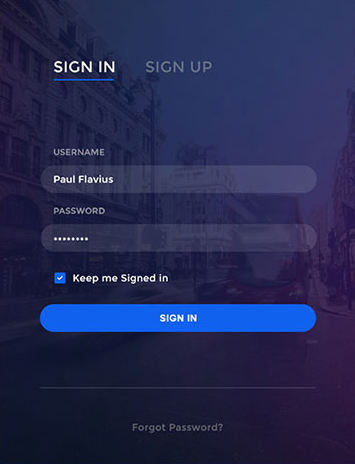 SIGN IN SIGN UP
USERNAME
Paul Flavius
PASSWORD
••••••••
Keep me Signed in
SIGN IN
Forgot Password?